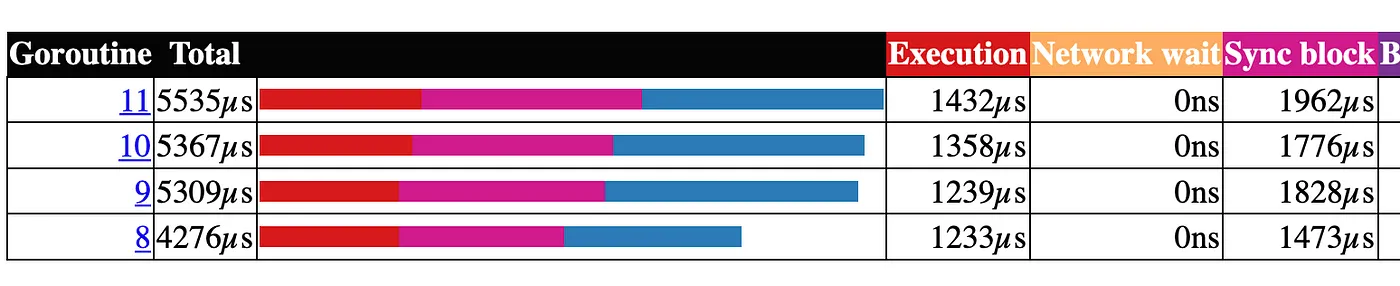 Goroutine Total Execution Network wait Sync block B
11 5535µs 1432µs 0ns 1962µs
10 5367µs 1358µs 0ns 1776µs
9 5309µs 1239µs 0ns 1828µs
8 4276µs 1233µs 0ns 1473µs